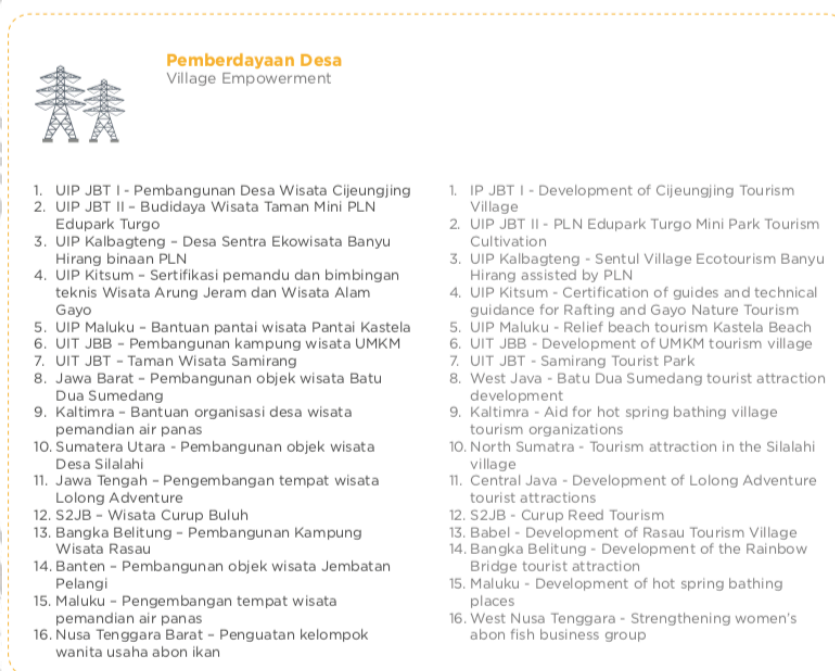 Pemberdayaan Desa
Village Empowerment
1. UIP JBT I - Pembangunan Desa Wisata Cijeungjing
2. UIP JBT II – Budidaya Wisata Taman Mini PLN
Edupark Turgo
3. UIP Kalbagteng – Desa Sentra Ekowisata Banyu
Hirang binaan PLN
4. UIP Kitsum – Sertifikasi pemandu dan bimbingan
teknis Wisata Arung Jeram dan Wisata Alam
Gayo
5. UIP Maluku – Bantuan pantai wisata Pantai Kastela
6. UIT JBB – Pembangunan kampung wisata UMKM
7. UIT JBT – Taman Wisata Samirang
8. Jawa Barat – Pembangunan objek wisata Batu
Dua Sumedang
9. Kaltimra – Bantuan organisasi desa wisata
pemandian air panas
10. Sumatera Utara - Pembangunan objek wisata
Desa Silalahi
11. Jawa Tengah – Pengembangan tempat wisata
Lolong Adventure
12. S2JB – Wisata Curup Buluh
13. Bangka Belitung – Pembangunan Kampung
Wisata Rasau
14. Banten – Pembangunan objek wisata Jembatan
Pelangi
15. Maluku – Pengembangan tempat wisata
pemandian air panas
16. Nusa Tenggara Barat – Penguatan kelompok
wanita usaha abon ikan
1. IP JBT I - Development of Cijeungjing Tourism
Village
2. UIP JBT II - PLN Edupark Turgo Mini Park Tourism
Cultivation
3. UIP Kalbagteng - Sentul Village Ecotourism Banyu
Hirang assisted by PLN
4. UIP Kitsum - Certification of guides and technical
guidance for Rafting and Gayo Nature Tourism
5. UIP Maluku - Relief beach tourism Kastela Beach
6. UIT JBB - Development of UMKM tourism village
7. UIT JBT - Samirang Tourist Park
8. West Java - Batu Dua Sumedang tourist attraction
development
9. Kaltimra - Aid for hot spring bathing village
tourism organizations
10. North Sumatra - Tourism attraction in the Silalahi
village
11. Central Java - Development of Lolong Adventure
tourist attractions
12. S2JB - Curup Reed Tourism
13. Babel - Development of Rasau Tourism Village
14. Bangka Belitung - Development of the Rainbow
Bridge tourist attraction
15. Maluku - Development of hot spring bathing
places
16. West Nusa Tenggara - Strengthening women's
abon fish business group